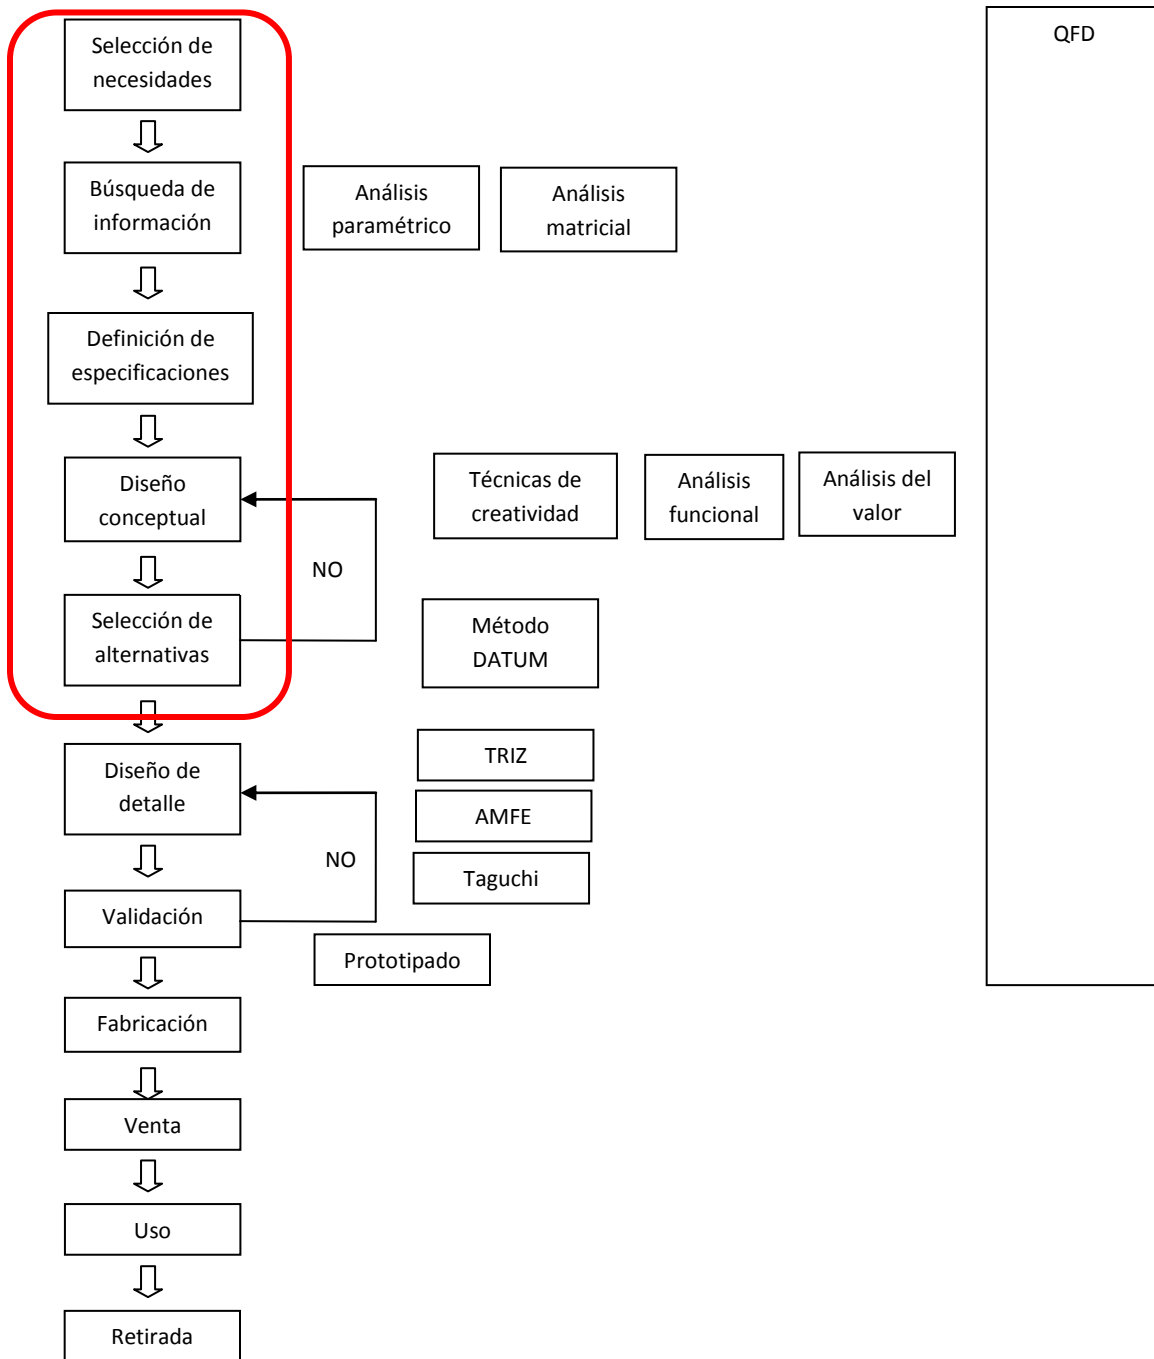 Selección de
necesidades
QFD
Búsqueda de
información
Análisis
paramétrico
Análisis
matricial
Definición de
especificaciones
Diseño
conceptual
Técnicas de
creatividad
Análisis
funcional
Análisis del
valor
NO
Selección de
alternativas
Método
DATUM
Diseño de
detalle
TRIZ
AMFE
NO
Taguchi
Validación
Prototipado
Fabricación
Venta
Uso
Retirada